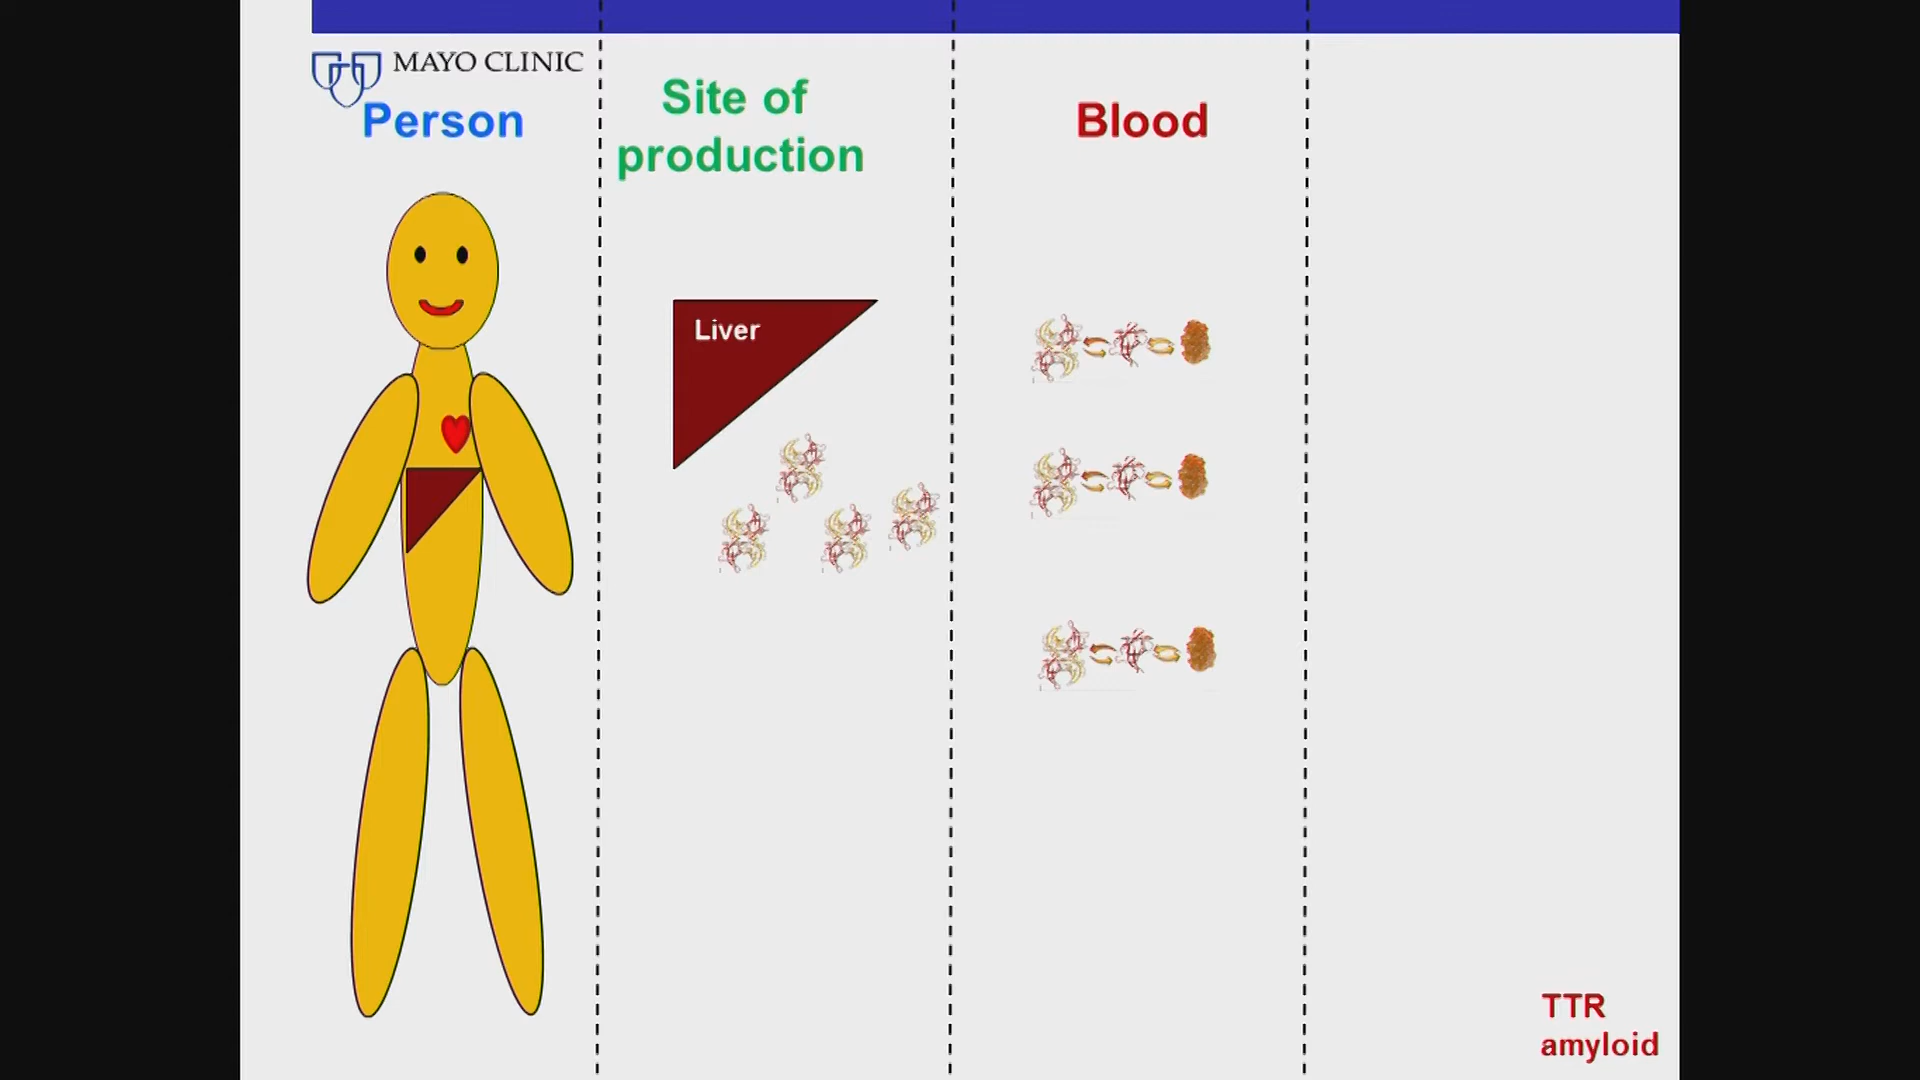 MAYO CLINIC
Person
Site of
production
Blood
Liver
TTR
amyloid